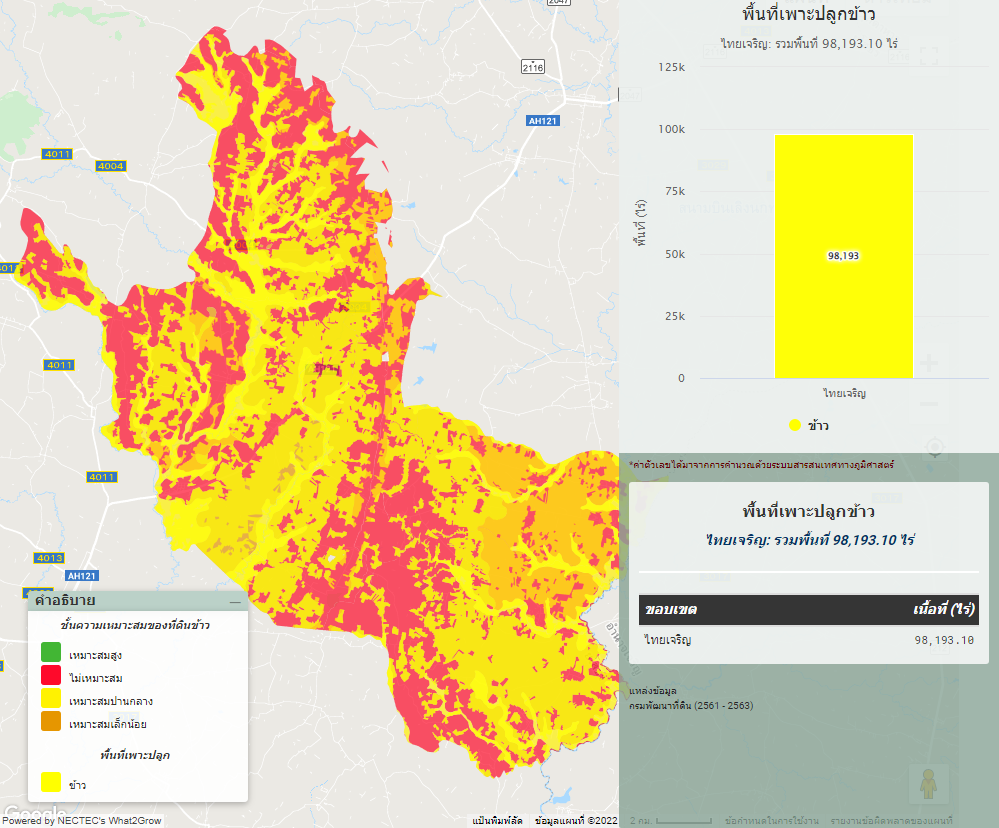 2047
2116
AH121
4011
4004
4011
4011
4013
AH121
คำอธิบาย
ชั้นความเหมาะสมของที่ดินข้าว
เหมาะสมสูง
ไม่เหมาะสม
เหมาะสมปานกลาง
เหมาะสมเล็กน้อย
พื้นที่เพาะปลูก
ข้าว
Google
Powered by NECTEC's What2Grow
แป้นพิมพ์ลัด
ข้อมูลแผนที่ ©2022
2 กม.
ข้อกำหนดในการใช้งาน
รายงานข้อผิดพลาดของแผนที่
พื้นที่เพาะปลูกข้าว
ไทยเจริญ: รวมพื้นที่ 98,193.10 ไร่
พื้นที่ (ไร่)
125k
100k
75k
50k
25k
0
98,193
ไทยเจริญ
ข้าว
*ค่าตัวเลขได้มาจากการคำนวณด้วยระบบสารสนเทศทางภูมิศาสตร์
พื้นที่เพาะปลูกข้าว
ไทยเจริญ: รวมพื้นที่ 98,193.10 ไร่
ขอบเขต เนื้อที่ (ไร่)
ไทยเจริญ 98,193.10
แหล่งข้อมูล
กรมพัฒนาที่ดิน (2561 - 2563)